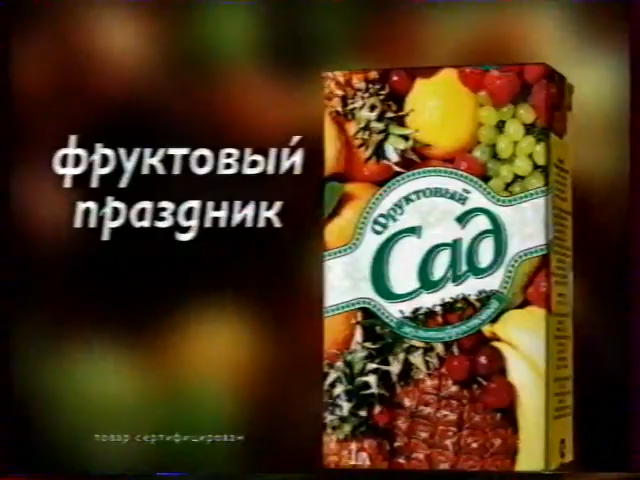 фруктовый
праздник
Фруктовый
Сад
товар сертифицирован